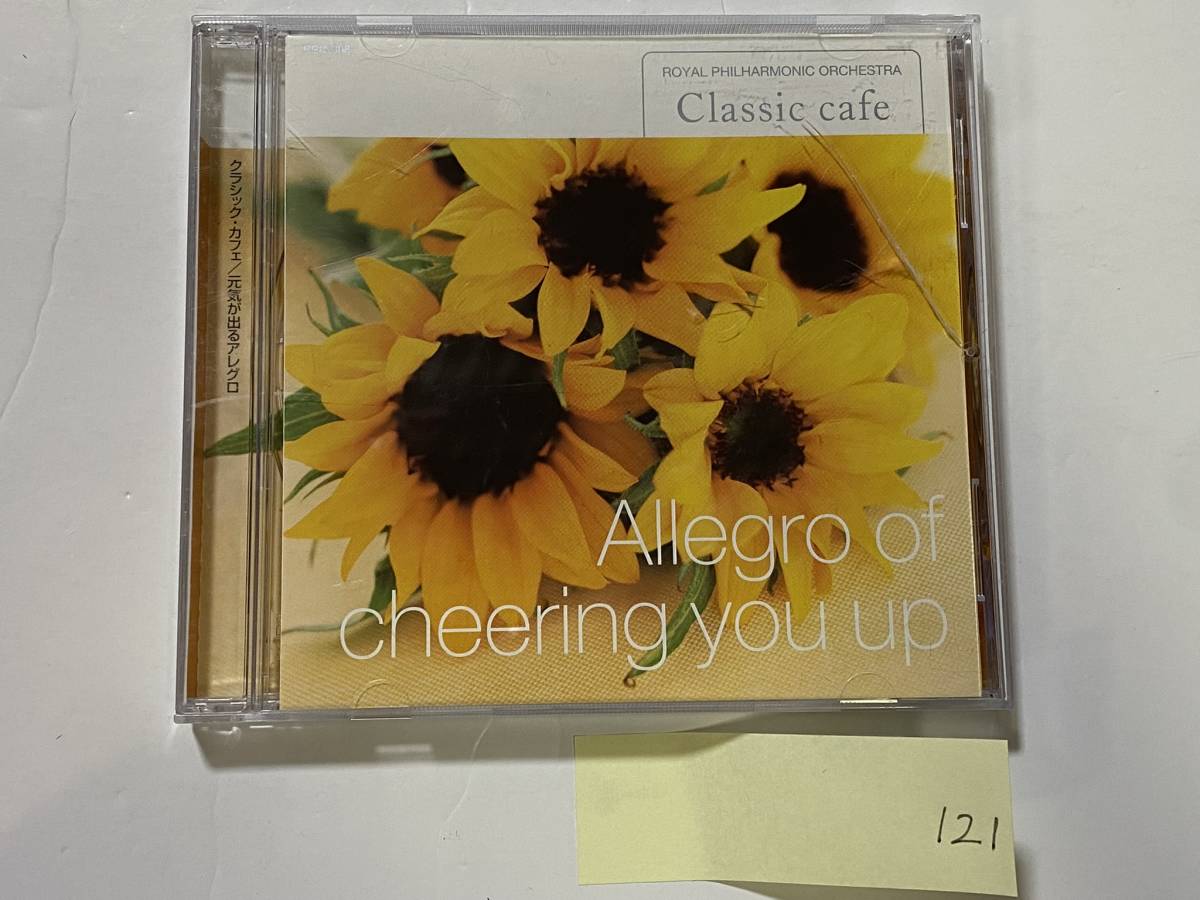 ROYAL PHILHARMONIC ORCHESTRA
Classic cafe
クラシック・カフェ／元気が出るアレグロ
Allegro of
cheering you up
121